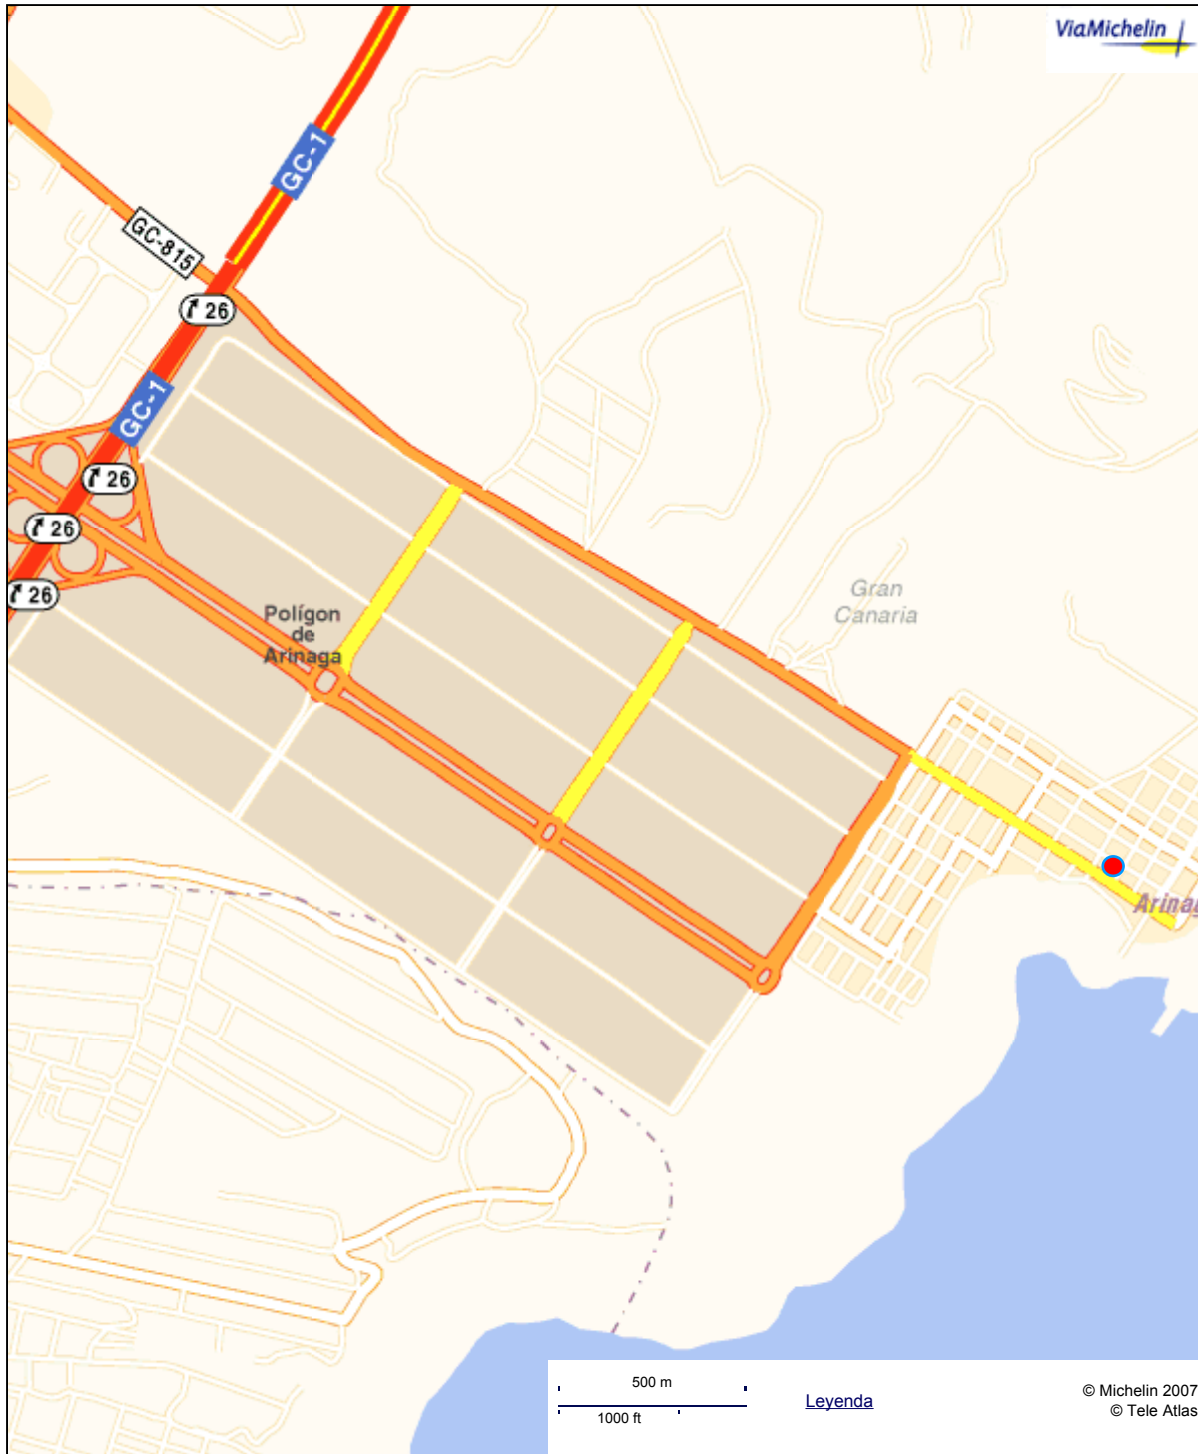 ViaMichelin
GC-1
GC-815
26
GC-1
26
26
26
Polígon
de
Arinaga
Gran
Canaria
Arinag
500 m
1000 ft
Leyenda
© Michelin 2007
© Tele Atlas